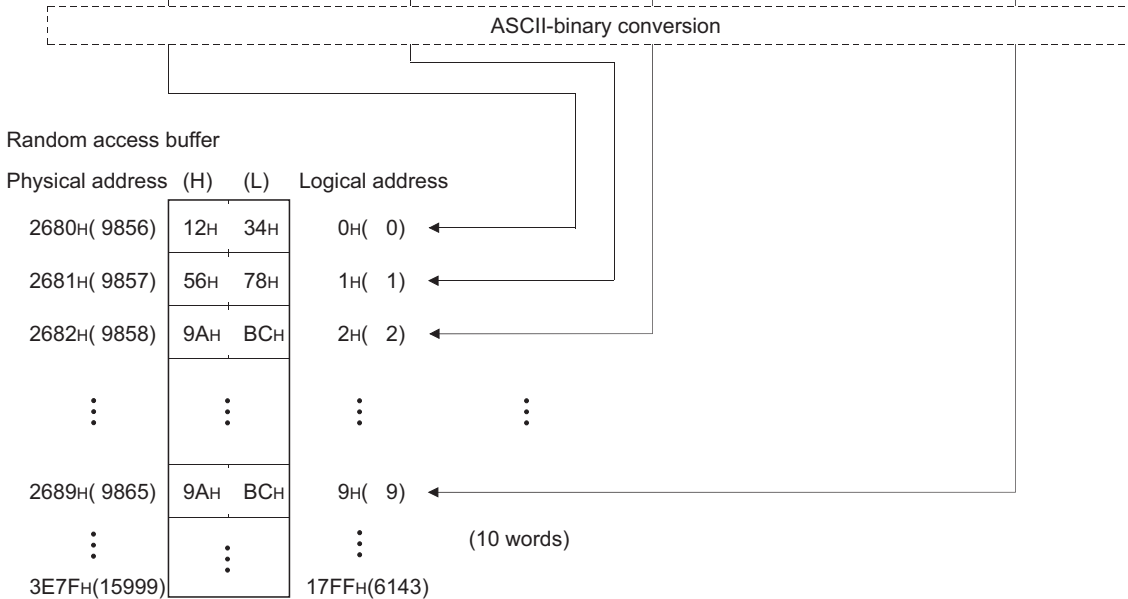 ASCII-binary conversion
Random access buffer
Physical address (H) (L) Logical address
2680H( 9856) 12H 34H 0H( 0)
2681H( 9857) 56H 78H 1H( 1)
2682H( 9858) 9AH BCH 2H( 2)
2689H( 9865) 9AH BCH 9H( 9)
(10 words)
3E7FH(15999) 17FFH(6143)